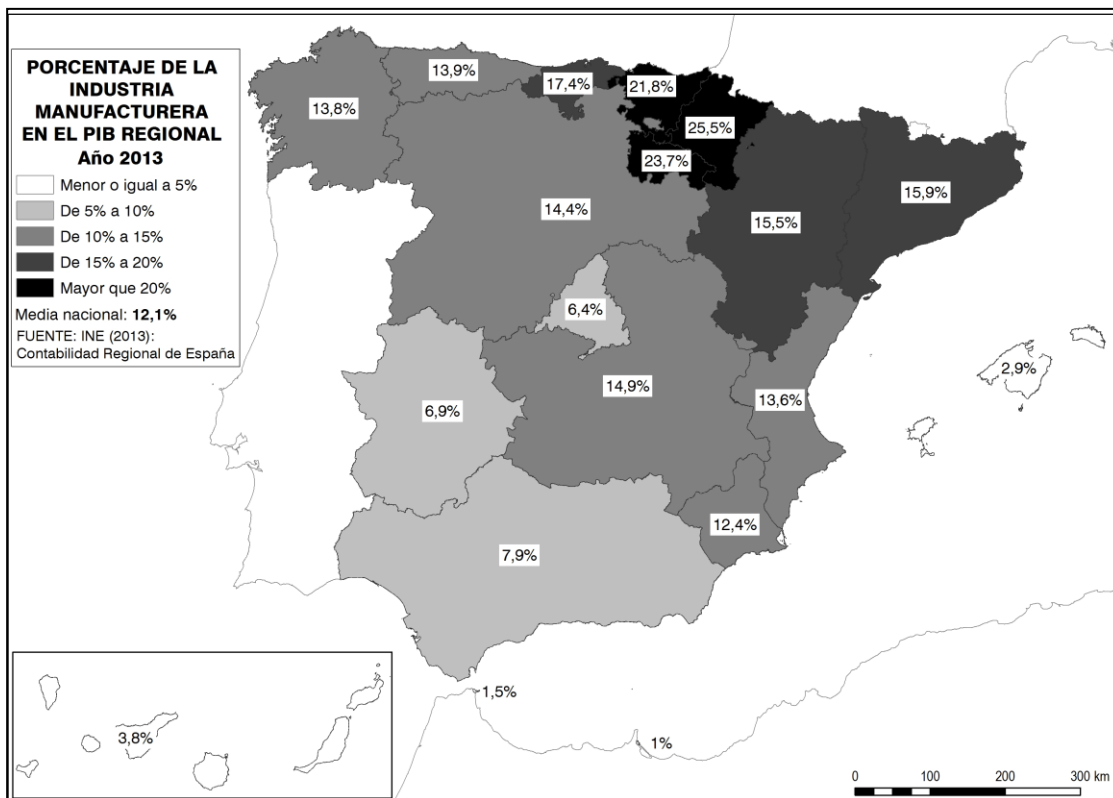 PORCENTAJE DE LA
INDUSTRIA
MANUFACTURERA
EN EL PIB REGIONAL
Año 2013
Menor o igual a 5%
De 5% a 10%
De 10% a 15%
De 15% a 20%
Mayor que 20%
Media nacional: 12,1%
FUENTE: INE (2013):
Contabilidad Regional de España
13,9%
17,4%
21,8%
13,8%
25,5%
23,7%
15,9%
14,4%
15,5%
6,4%
2,9%
14,9%
13,6%
6,9%
12,4%
7,9%
1,5%
3,8%
1%
0 100 200 300 km